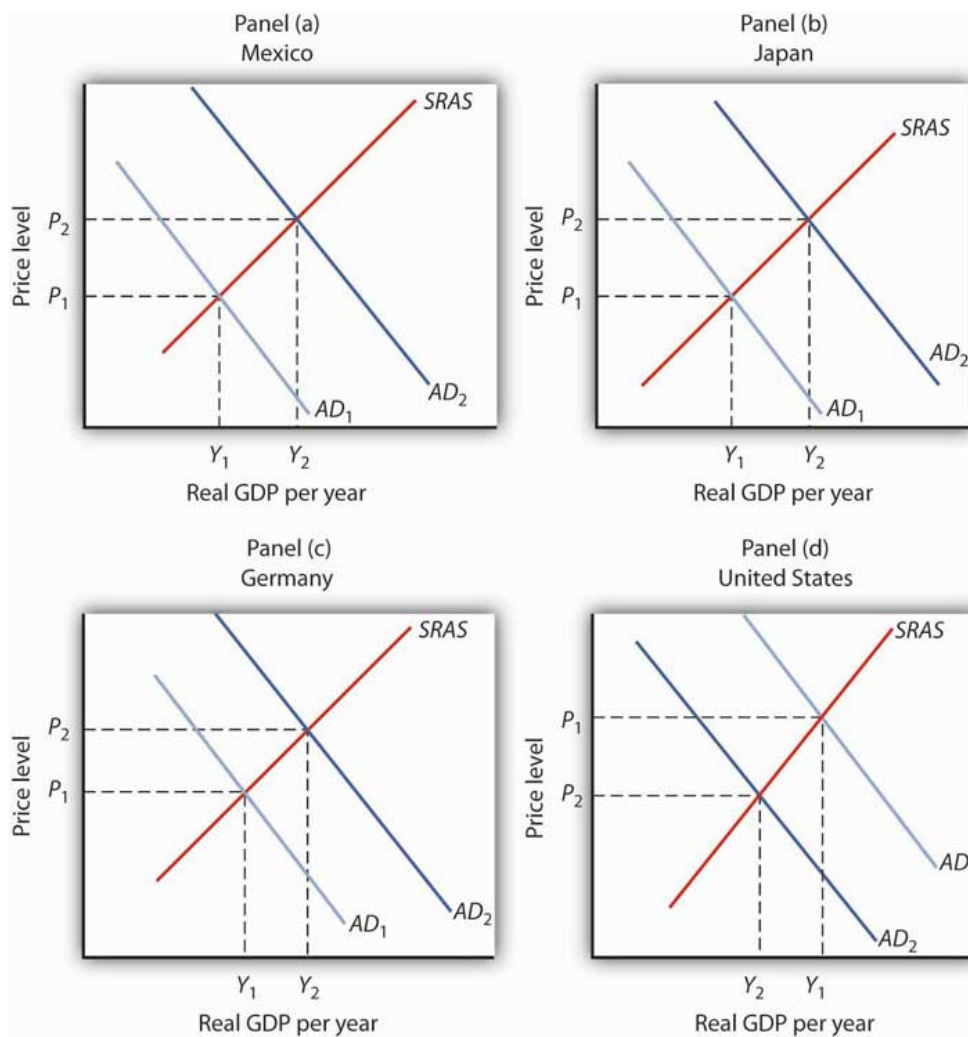 Panel (a)
Mexico
SRAS
P2
P1
Price level
AD2
AD1
Y1 Y2
Real GDP per year
Panel (b)
Japan
SRAS
P2
P1
Price level
AD2
AD1
Y1 Y2
Real GDP per year
Panel (c)
Germany
SRAS
P2
P1
Price level
AD2
AD1
Y1 Y2
Real GDP per year
Panel (d)
United States
SRAS
P1
P2
Price level
AD
AD2
Y2 Y1
Real GDP per year